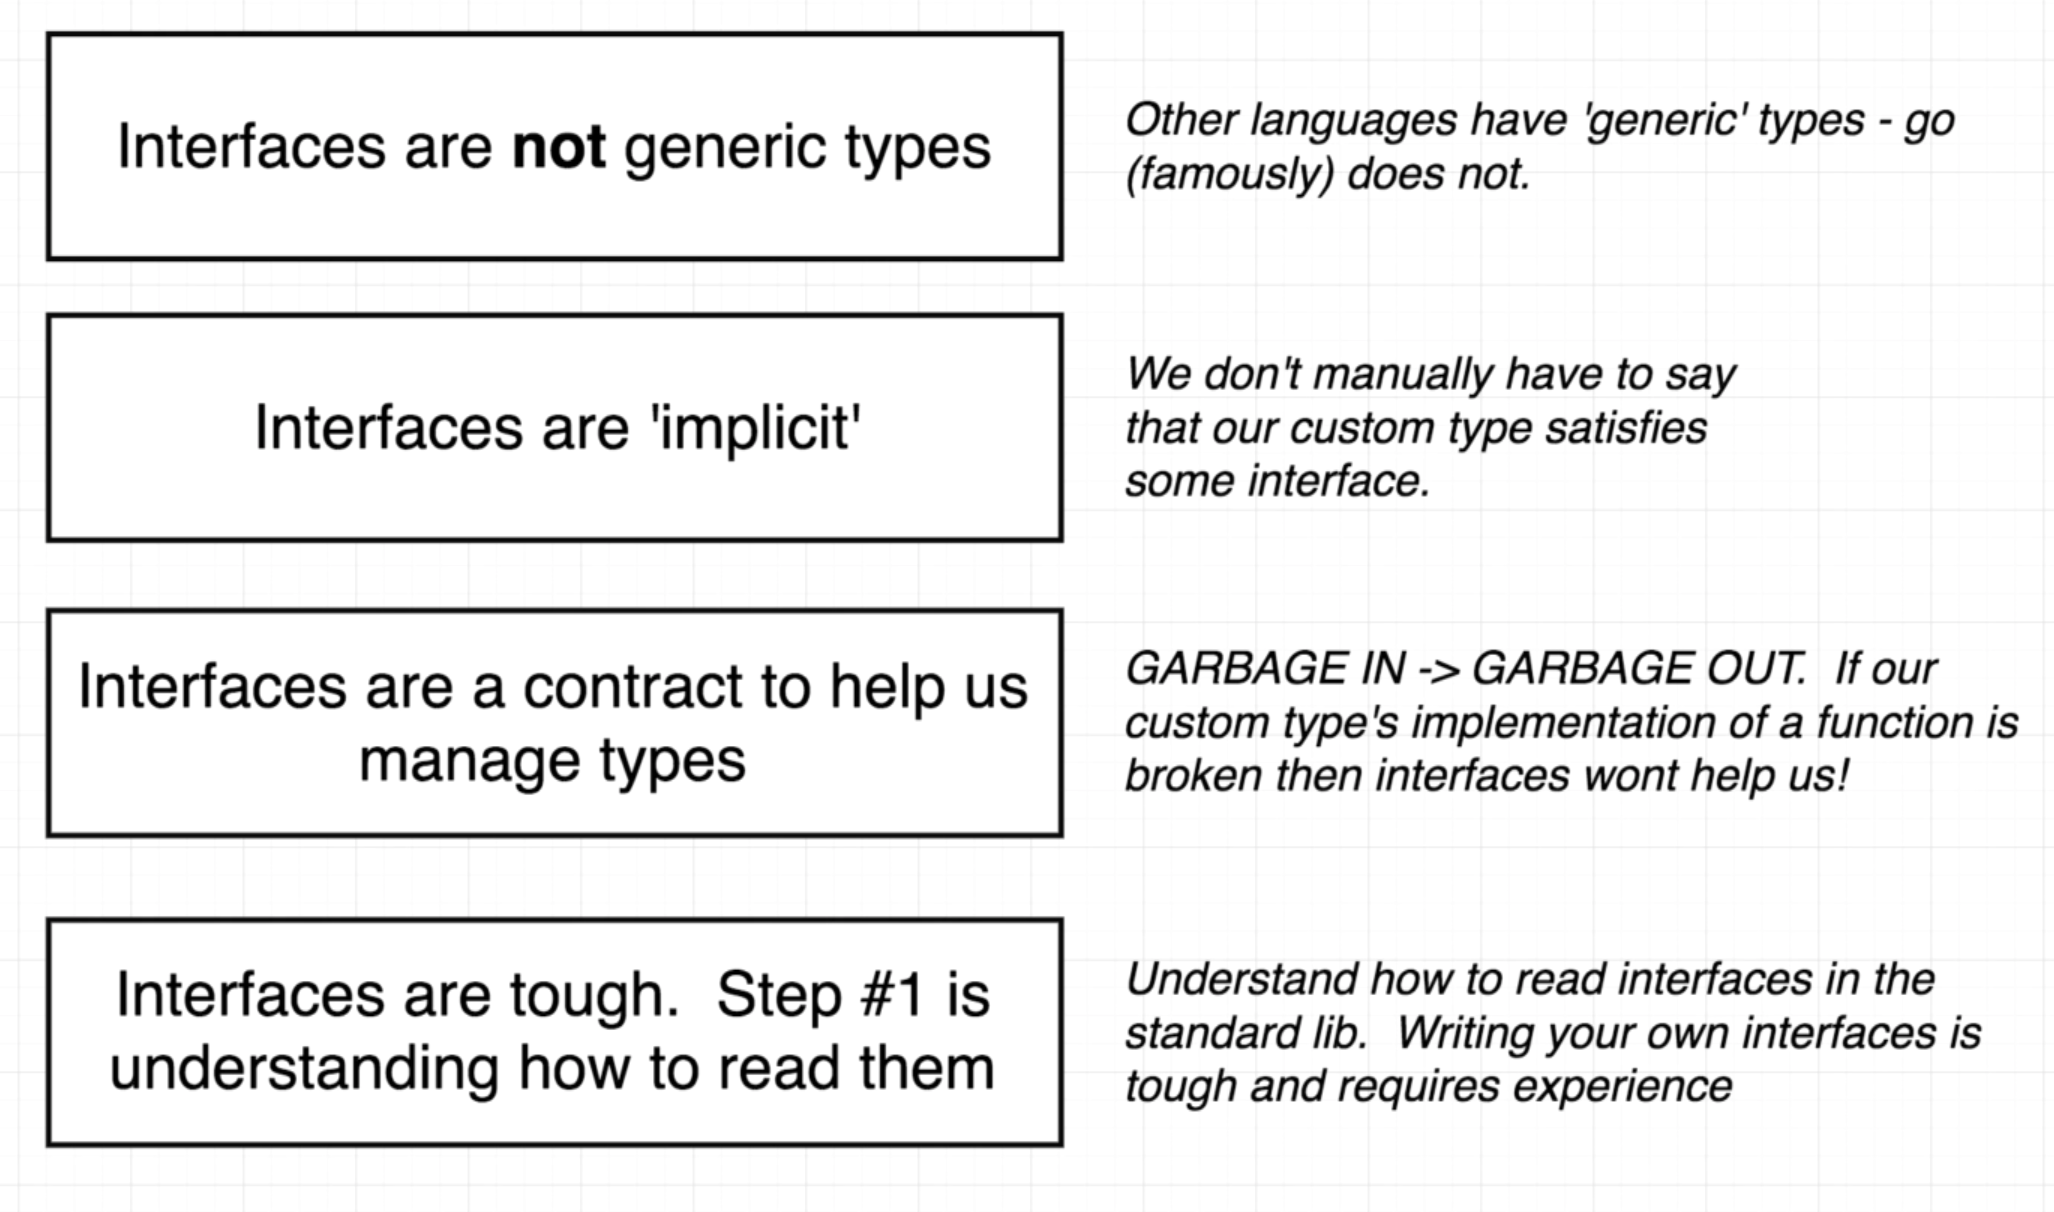 Interfaces are not generic types
Other languages have 'generic' types - go
(famously) does not.
Interfaces are 'implicit'
We don't manually have to say
that our custom type satisfies
some interface.
Interfaces are a contract to help us
manage types
GARBAGE IN -> GARBAGE OUT.  If our
custom type's implementation of a function is
broken then interfaces wont help us!
Interfaces are tough.  Step #1 is
understanding how to read them
Understand how to read interfaces in the
standard lib.  Writing your own interfaces is
tough and requires experience